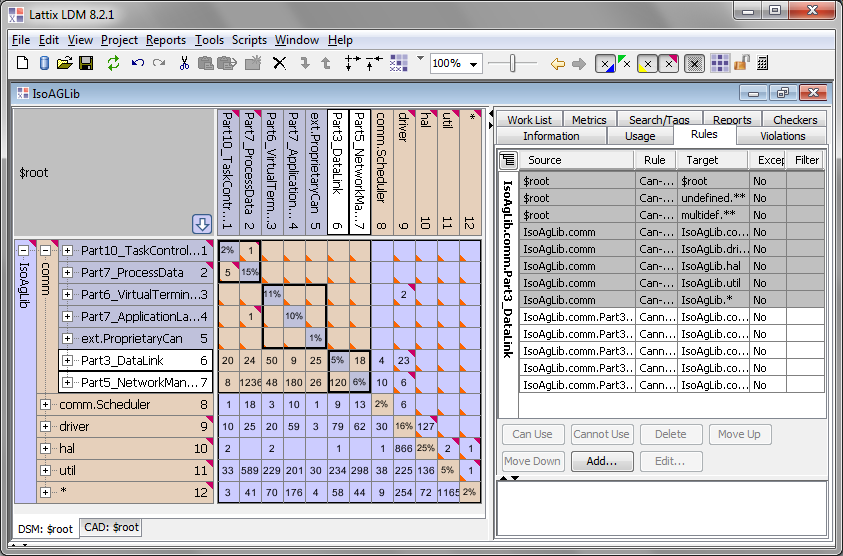 Lattix LDM 8.2.1
File Edit View Project Reports Tools Scripts Window Help
100%
IsoAGLib
$root
Part10_TaskContr... 1
Part7_ProcessData 2
Part6_VirtualTerm... 3
Part7_Application... 4
ext.ProprietaryCan 5
Part3_DataLink 6
Part5_NetworkMa... 7
comm.Scheduler 8
driver 9
hal 10
util 11
* 12
IsoAgLib
comm
Part10_TaskControl... 1 2% 1
Part7_ProcessData 2 5 15%
Part6_VirtualTermin... 3 11% 2
Part7_ApplicationLa... 4 1 10%
ext.ProprietaryCan 5 1%
Part3_DataLink 6 20 24 50 9 25 5% 18 4 23
Part5_NetworkMan... 7 8 1236 48 180 26 120 6% 10 6
comm.Scheduler 8 1 18 3 10 1 9 13 2% 6
driver 9 10 25 20 59 3 79 62 30 16% 127
hal 10 2 2 1 1 866 25% 2 1
util 11 33 589 229 201 30 234 298 38 225 136 5% 1
* 12 3 41 70 176 4 58 44 9 254 72 1165 2%
DSM: $root CAD: $root
Work List Metrics Search/Tags Reports Checkers
Information Usage Rules Violations
IsoAgLib.comm.Part3_DataLink
Source Rule Target Excep Filter
$root Can-... $root No
$root Can-... undefined.** No
$root Can-... multidef.** No
IsoAgLib.comm Can-... IsoAgLib.co... No
IsoAgLib.comm Can-... IsoAgLib.dri... No
IsoAgLib.comm Can-... IsoAgLib.hal No
IsoAgLib.comm Can-... IsoAgLib.util No
IsoAgLib.comm Can-... IsoAgLib.* No
IsoAgLib.comm.Part3... Cann... IsoAgLib.co... No
IsoAgLib.comm.Part3... Cann... IsoAgLib.co... No
IsoAgLib.comm.Part3... Cann... IsoAgLib.co... No
IsoAgLib.comm.Part3... Cann... IsoAgLib.co... No
IsoAgLib.comm.Part3... Cann... IsoAgLib.co... No
Can Use Cannot Use Delete Move Up
Move Down Add... Edit...